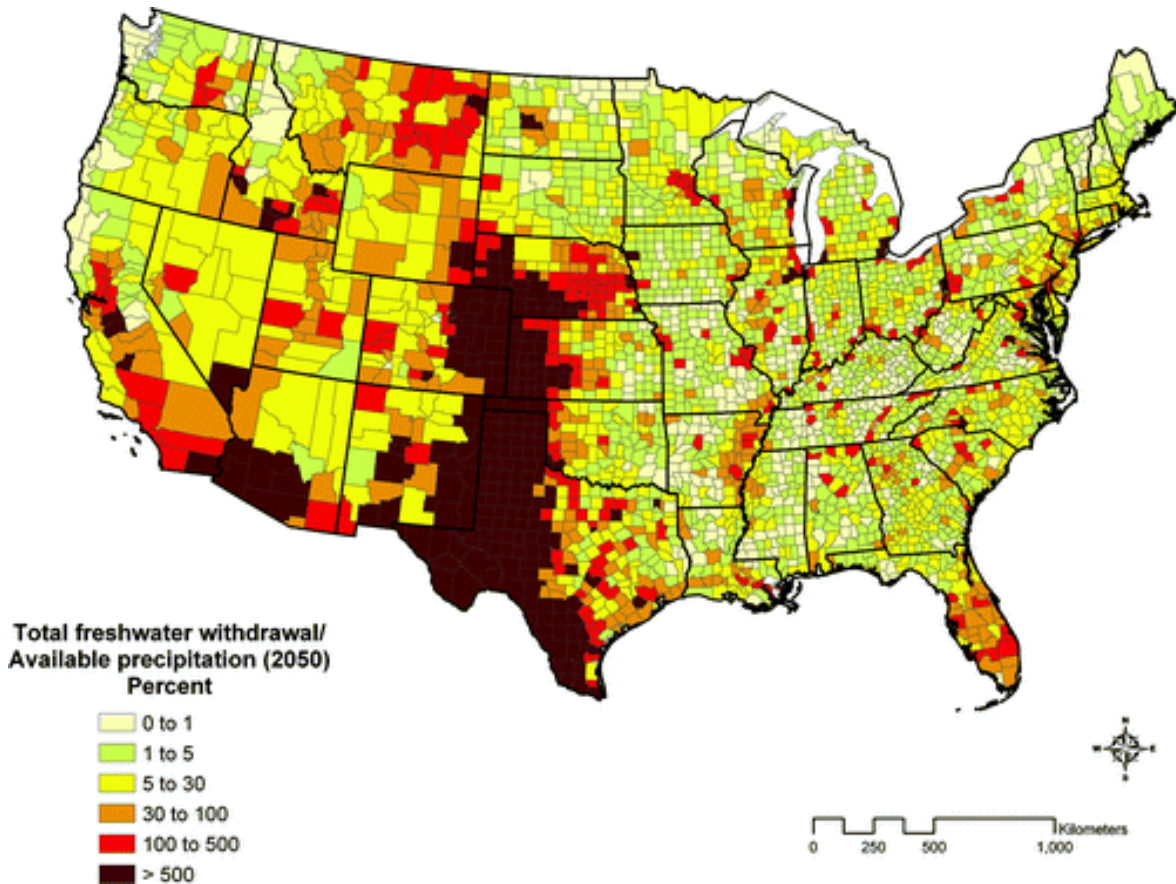 Total freshwater withdrawal/
Available precipitation (2050)
Percent
0 to 1
1 to 5
5 to 30
30 to 100
100 to 500
> 500
N
W E
S
Kilometers
0 250 500 1,000